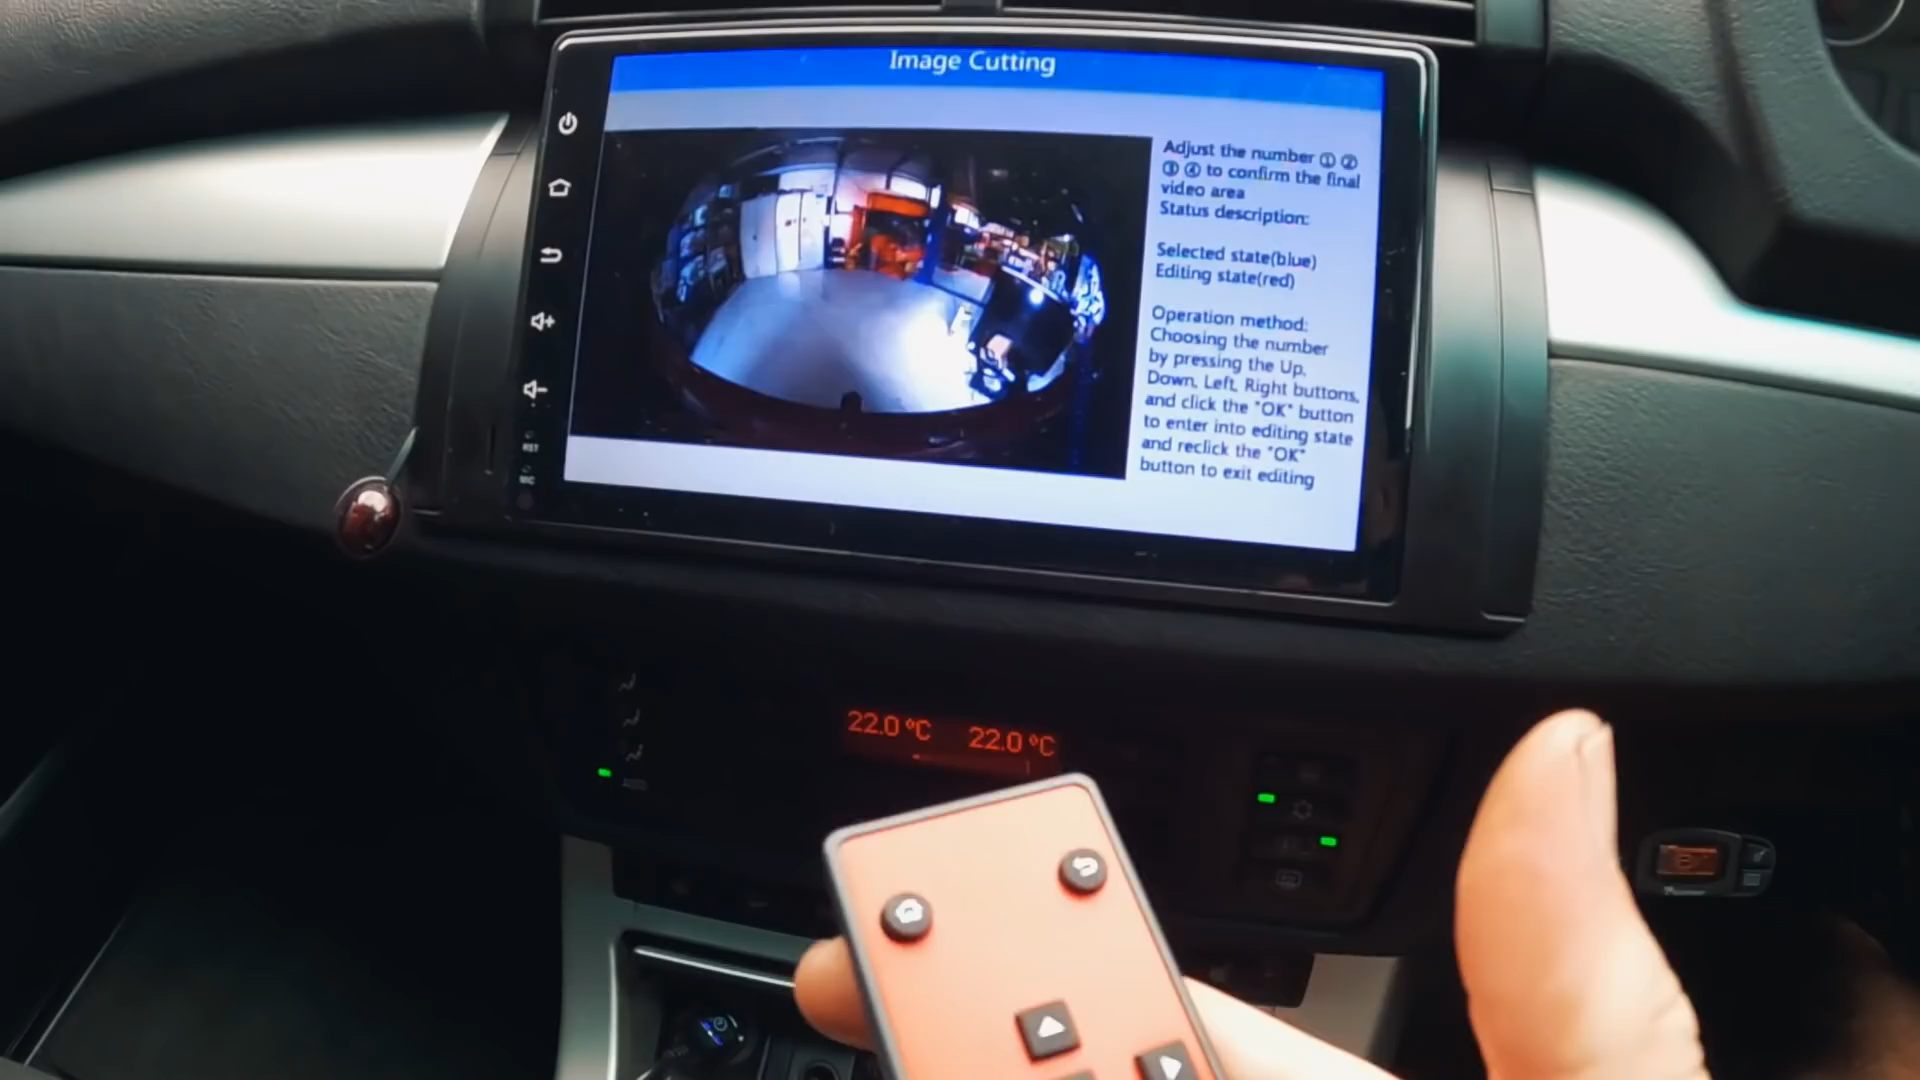 Image Cutting
Adjust the number ① ②
③ ④ to confirm the final
video area
Status description:
Selected state(blue)
Editing state(red)
Operation method:
Choosing the number
by pressing the Up,
Down, Left, Right buttons,
and click the "OK" button
to enter into editing state
and reclick the "OK"
button to exit editing
RST
MIC
22.0 °C 22.0 °C